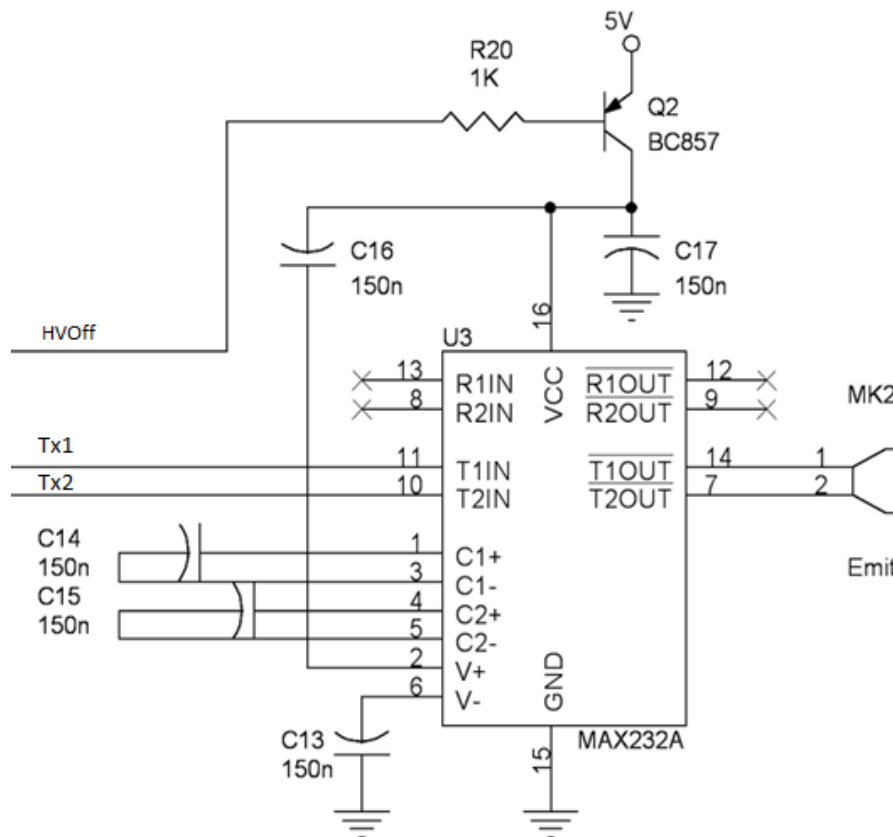 5V
R20
1K
Q2
BC857
C16
150n
C17
150n
16
HVOff
U3
13 R1IN VCC R1OUT 12
8 R2IN R2OUT 9
MK2
Tx1
11 T1IN T1OUT 14 1
Tx2
10 T2IN T2OUT 7 2
C14
150n
1 C1+
Emit
3 C1-
C15
150n
4 C2+
5 C2-
2 V+
6 V-
GND
C13
150n
15
MAX232A